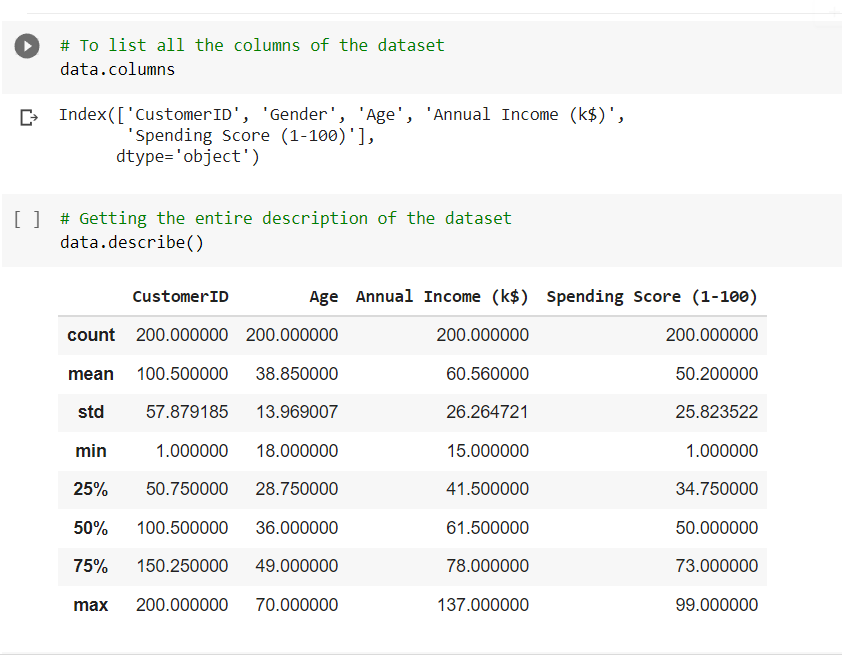 # To list all the columns of the dataset
data.columns
Index(['CustomerID', 'Gender', 'Age', 'Annual Income (k$)',
'Spending Score (1-100)'],
dtype='object')
[ ] # Getting the entire description of the dataset
data.describe()
CustomerID Age Annual Income (k$) Spending Score (1-100)
count 200.000000 200.000000 200.000000 200.000000
mean 100.500000 38.850000 60.560000 50.200000
std 57.879185 13.969007 26.264721 25.823522
min 1.000000 18.000000 15.000000 1.000000
25% 50.750000 28.750000 41.500000 34.750000
50% 100.500000 36.000000 61.500000 50.000000
75% 150.250000 49.000000 78.000000 73.000000
max 200.000000 70.000000 137.000000 99.000000